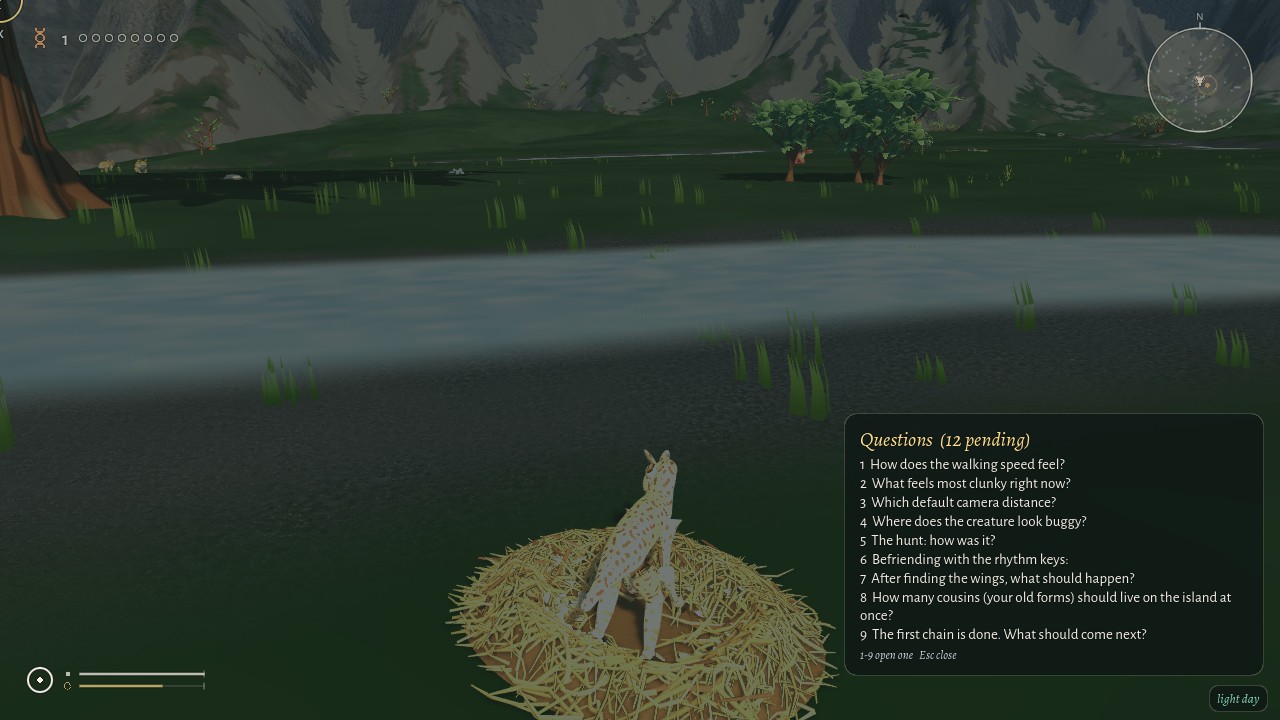 1
N
Questions (12 pending)
1 How does the walking speed feel?
2 What feels most clunky right now?
3 Which default camera distance?
4 Where does the creature look buggy?
5 The hunt: how was it?
6 Befriending with the rhythm keys:
7 After finding the wings, what should happen?
8 How many cousins (your old forms) should live on the island at
once?
9 The first chain is done. What should come next?
1-9 open one Esc close
light day